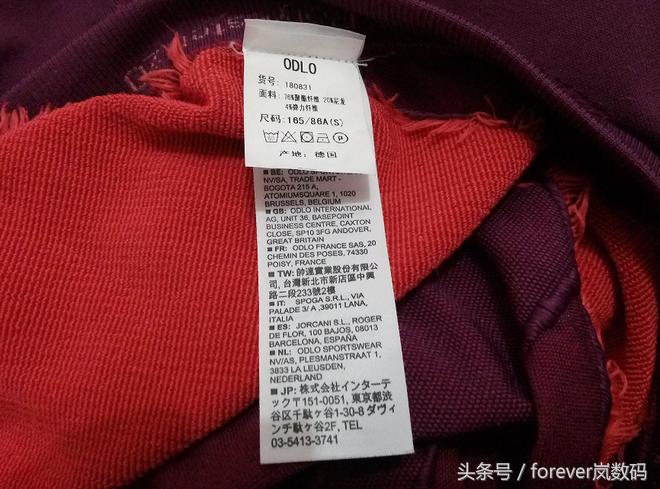 ODLO
货号: 180831
面料: 76%聚酯纤维 20%尼龙
4%弹力纤维
尺码: 165/86A(S)
P
产地: 德国
■ BE: ODLO
NV/SA, TRADE MART -
BOGOTA 215 A,
ATOMIUMSQUARE 1, 1020
BRUSSELS, BELGIUM
■ GB: ODLO INTERNATIONAL
AG, UNIT 36, BASEPOINT
BUSINESS CENTRE, CAXTON
CLOSE, SP10 3FG ANDOVER,
GREAT BRITAIN
■ FR: ODLO FRANCE SAS, 20
CHEMIN DES POSES, 74330
POISY, FRANCE
■ TW: 帥達實業股份有限公司
司, 台灣新北市新店區中興
路二段233號2樓
■ IT: SPOGA S.R.L., VIA
PALADE 3/ A ,39011 LANA,
ITALIA
■ ES: JORCANI S.L., ROGER
DE FLOR, 100 BAJOS, 08013
BARCELONA, ESPAÑA
■ NL: ODLO SPORTSWEAR
NV/AS, PLESMANSTRAAT 1,
3833 LA LEUSDEN,
NEDERLAND
■ JP: 株式会社インターテ
ック〒151-0051, 東京都渋
谷区千駄ヶ谷1-30-8 ダヴィ
ンチ駄ヶ谷2F, TEL
03-5413-3741
头条号 / forever岚数码